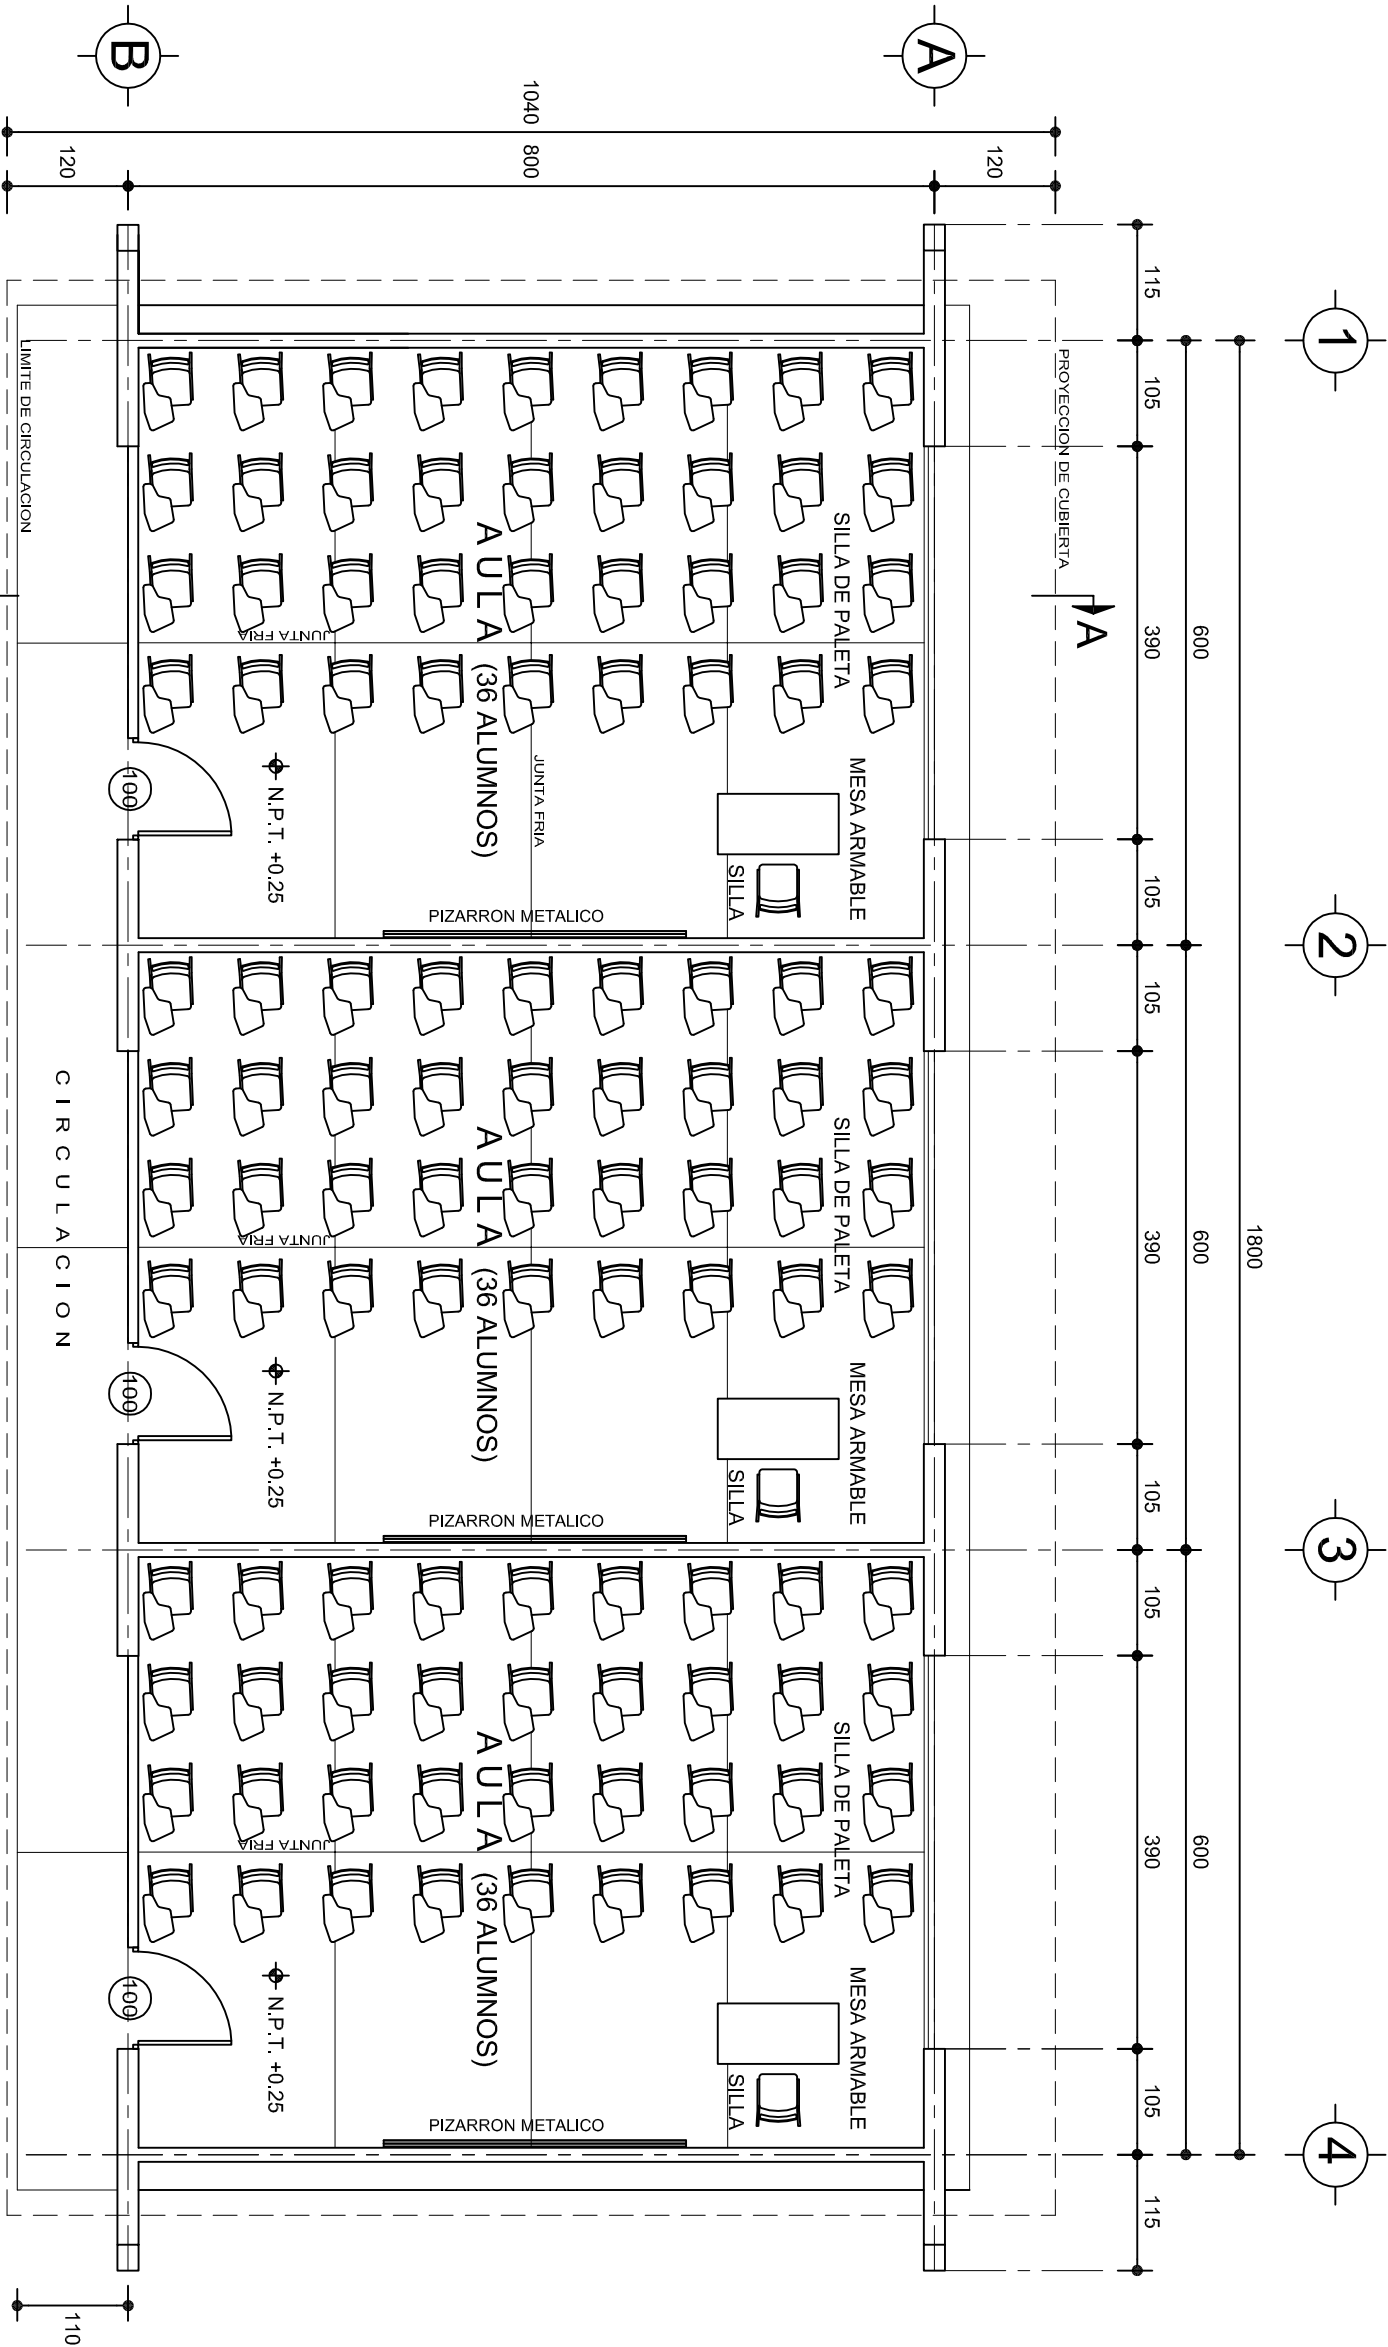 1
2
3
4
1800
600
600
600
115
105
390
105
105
390
105
105
390
105
115
A
PROYECCION DE CUBIERTA
A
120
800
1040
120
B
SILLA DE PALETA
MESA ARMABLE
SILLA
A U L A (36 ALUMNOS)
JUNTA FRIA
JUNTA FRIA
PIZARRON METALICO
N.P.T. +0.25
100
SILLA DE PALETA
MESA ARMABLE
SILLA
A U L A (36 ALUMNOS)
JUNTA FRIA
PIZARRON METALICO
N.P.T. +0.25
100
SILLA DE PALETA
MESA ARMABLE
SILLA
A U L A (36 ALUMNOS)
JUNTA FRIA
PIZARRON METALICO
N.P.T. +0.25
100
C I R C U L A C I O N
LIMITE DE CIRCULACION
110